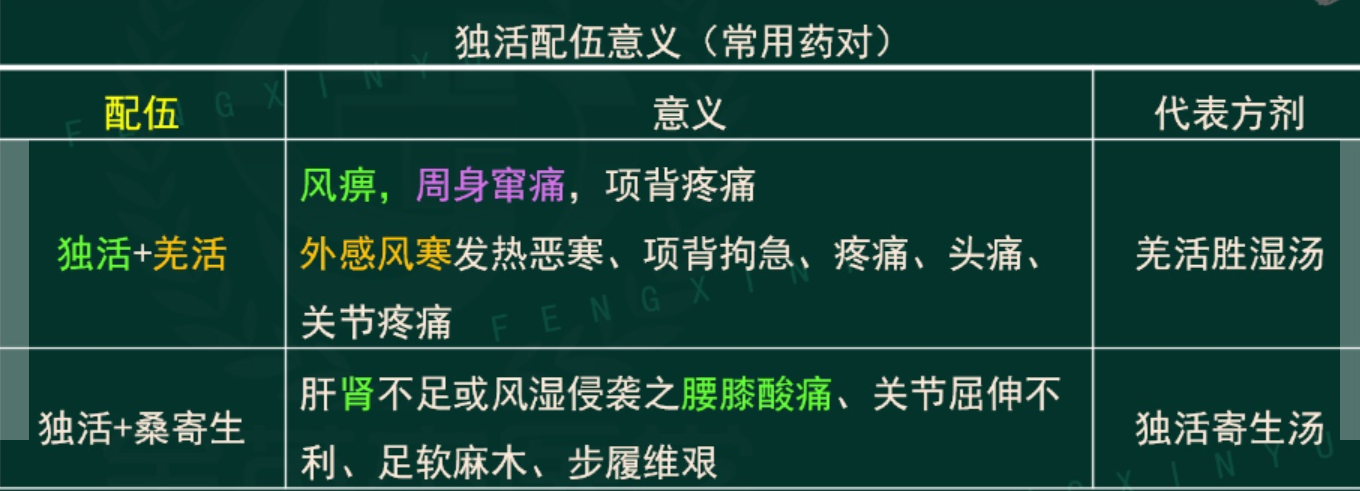 独活配伍意义（常用药对）
配伍 意义 代表方剂
风痹，周身窜痛，项背疼痛
独活+羌活 外感风寒发热恶寒、项背拘急、疼痛、头痛、 羌活胜湿汤
关节疼痛
肝肾不足或风湿侵袭之腰膝酸痛、关节屈伸不
独活+桑寄生 独活寄生汤
利、足软麻木、步履维艰
FENGXINYU
FENGXINY
GXINYU